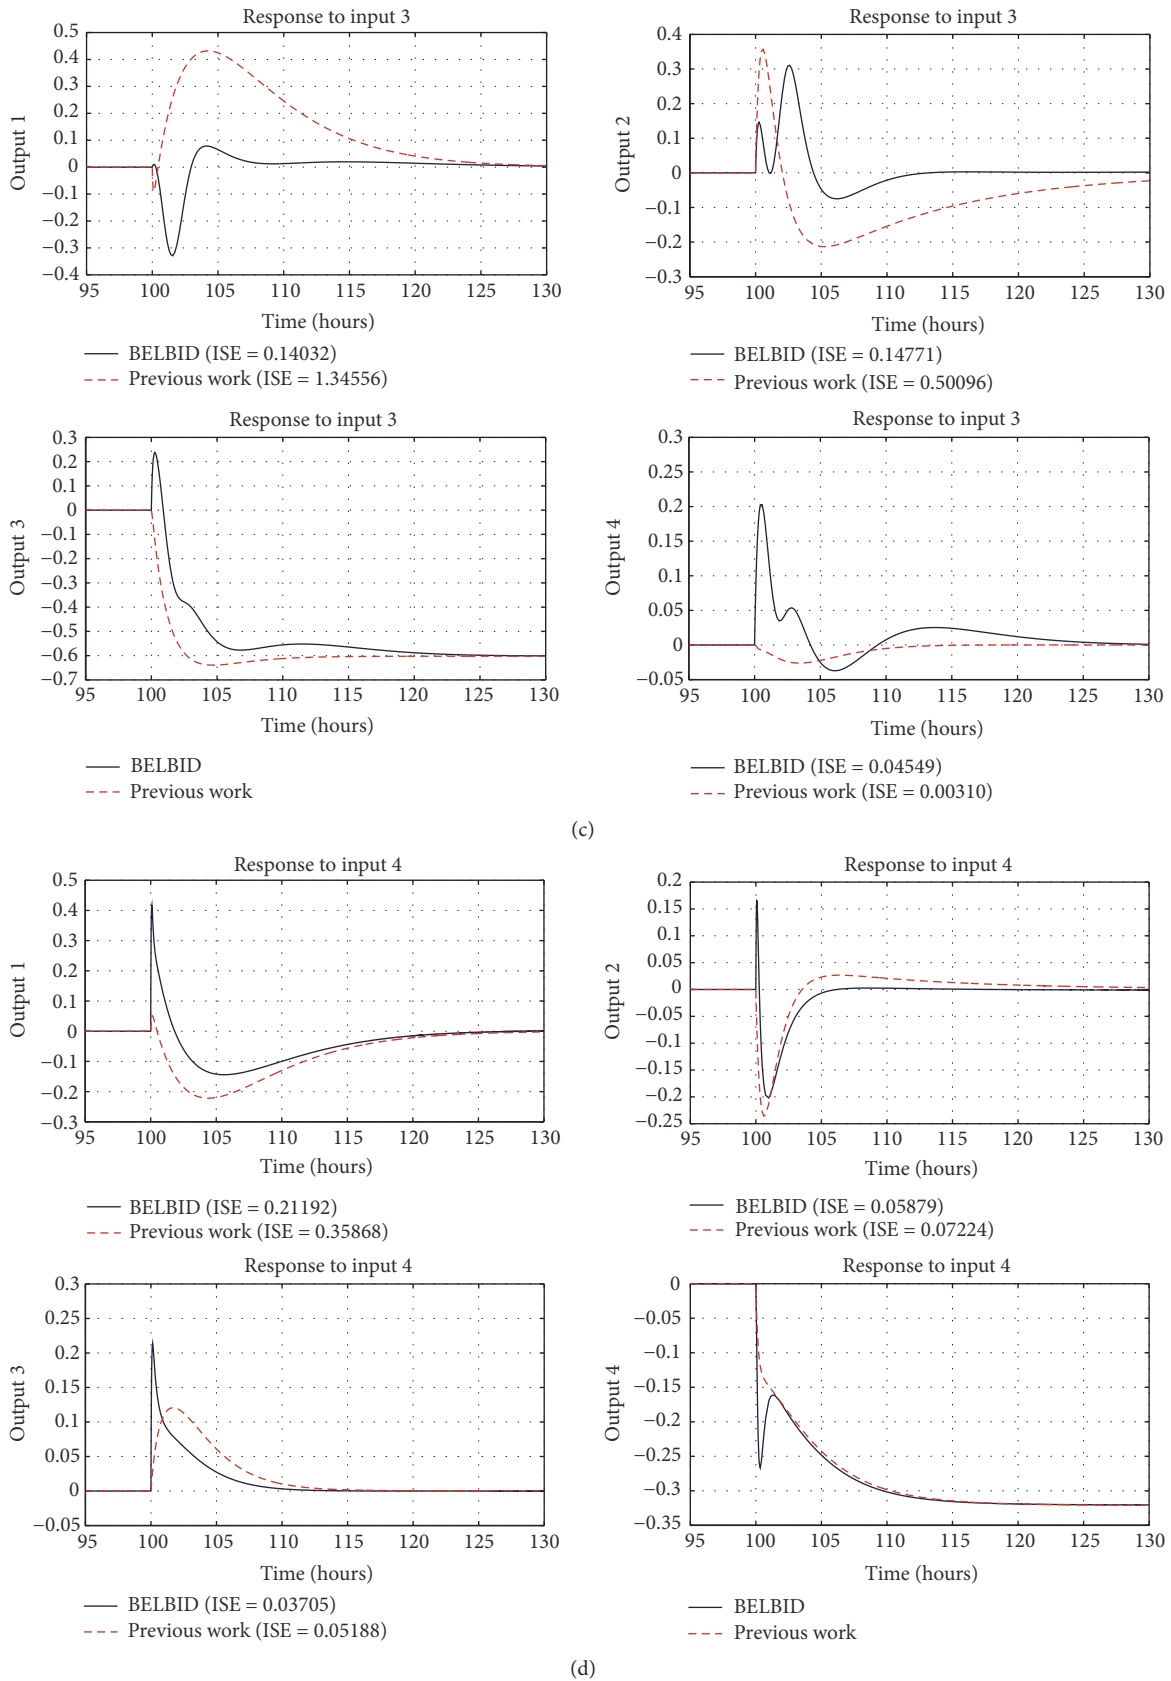 Response to input 3
0.5
0.4
0.3
0.2
0.1
0
−0.1
−0.2
−0.3
−0.4
Output 1
95 100 105 110 115 120 125 130
Time (hours)
BELBID (ISE = 0.14032)
Previous work (ISE = 1.34556)
Response to input 3
0.4
0.3
0.2
0.1
0
−0.1
−0.2
−0.3
Output 2
95 100 105 110 115 120 125 130
Time (hours)
BELBID (ISE = 0.14771)
Previous work (ISE = 0.50096)
Response to input 3
0.3
0.2
0.1
0
−0.1
−0.2
−0.3
−0.4
−0.5
−0.6
−0.7
Output 3
95 100 105 110 115 120 125 130
Time (hours)
BELBID
Previous work
Response to input 3
0.3
0.25
0.2
0.15
0.1
0.05
0
−0.05
Output 4
95 100 105 110 115 120 125 130
Time (hours)
BELBID (ISE = 0.04549)
Previous work (ISE = 0.00310)
(c)
Response to input 4
0.5
0.4
0.3
0.2
0.1
0
−0.1
−0.2
−0.3
Output 1
95 100 105 110 115 120 125 130
Time (hours)
BELBID (ISE = 0.21192)
Previous work (ISE = 0.35868)
Response to input 4
0.2
0.15
0.1
0.05
0
−0.05
−0.1
−0.15
−0.2
−0.25
Output 2
95 100 105 110 115 120 125 130
Time (hours)
BELBID (ISE = 0.05879)
Previous work (ISE = 0.07224)
Response to input 4
0.3
0.25
0.2
0.15
0.1
0.05
0
−0.05
Output 3
95 100 105 110 115 120 125 130
Time (hours)
BELBID (ISE = 0.03705)
Previous work (ISE = 0.05188)
Response to input 4
0
−0.05
−0.1
−0.15
−0.2
−0.25
−0.3
−0.35
Output 4
95 100 105 110 115 120 125 130
Time (hours)
BELBID
Previous work
(d)